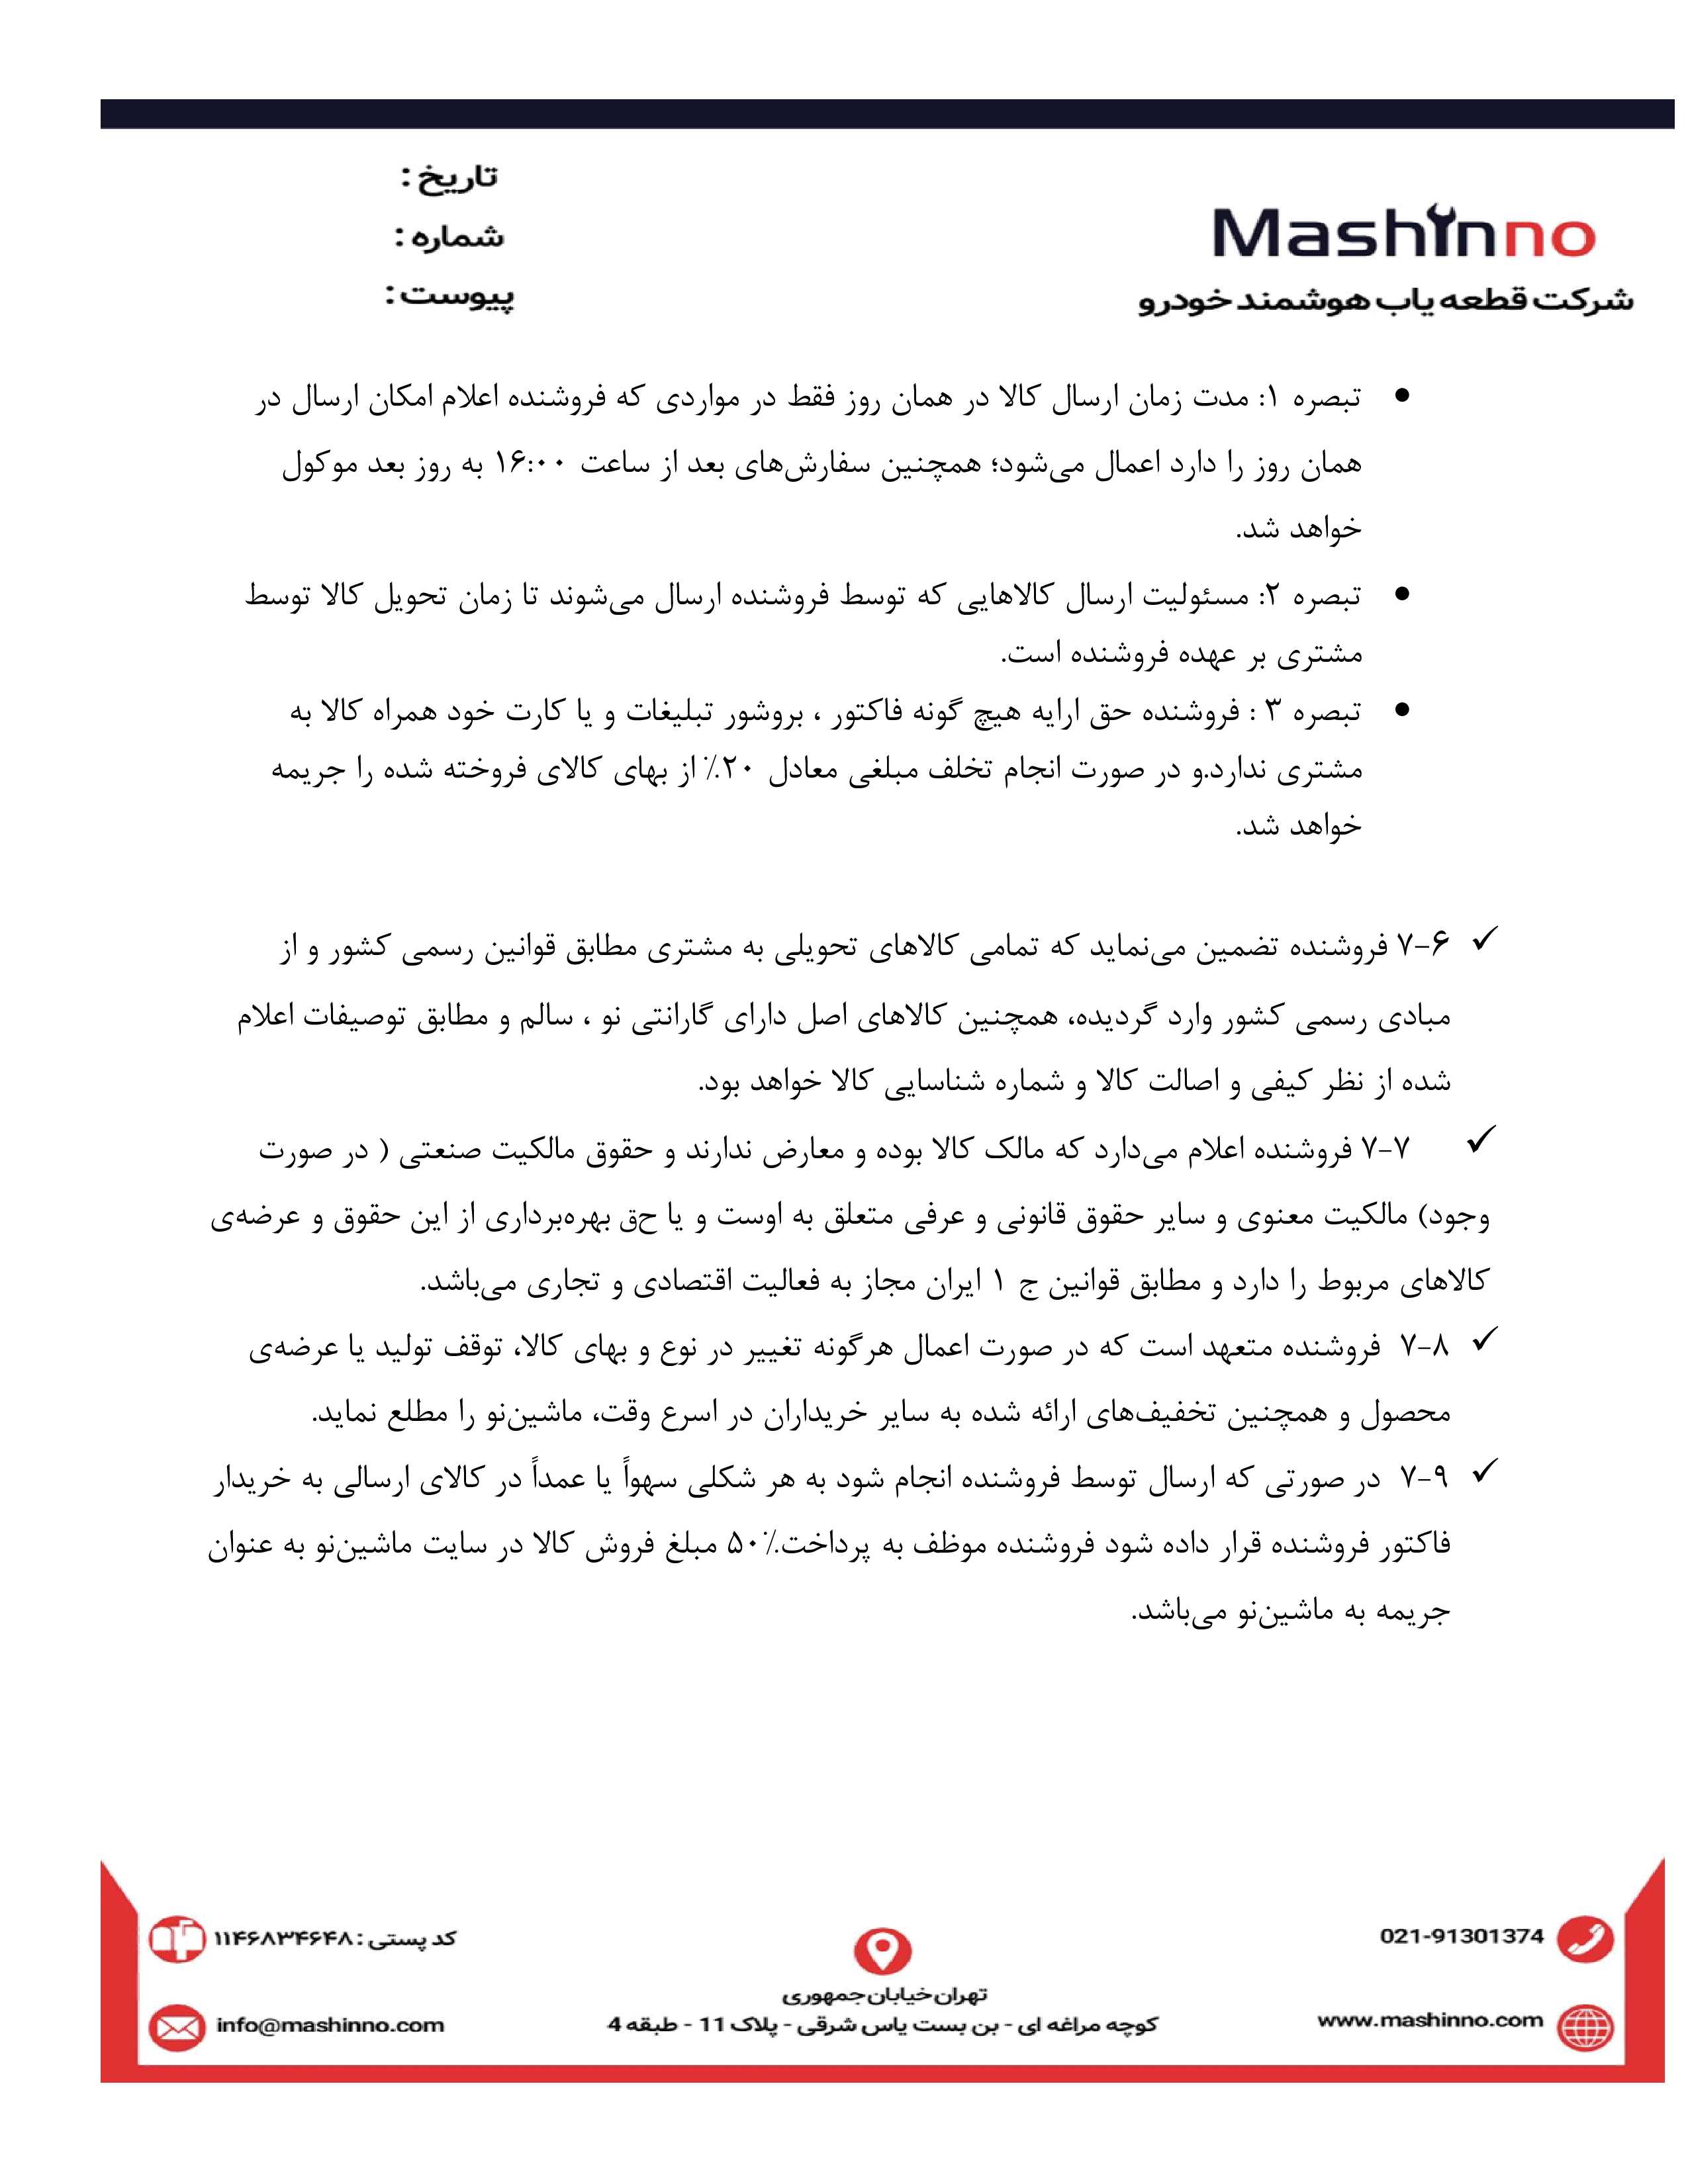 تاریخ :
شماره :
پیوست :
Mashinno
شرکت قطعه یاب هوشمند خودرو
• تبصره ۱: مدت زمان ارسال کالا در همان روز فقط در مواردی که فروشنده اعلام امکان ارسال در
همان روز را دارد اعمال می‌شود؛ همچنین سفارش‌های بعد از ساعت ۱۶:۰۰ به روز بعد موکول
خواهد شد.
• تبصره ۲: مسئولیت ارسال کالاهایی که توسط فروشنده ارسال می‌شوند تا زمان تحویل کالا توسط
مشتری بر عهده فروشنده است.
• تبصره ۳ : فروشنده حق ارایه هیچ گونه فاکتور ، بروشور تبلیغات و یا کارت خود همراه کالا به
مشتری ندارد.و در صورت انجام تخلف مبلغی معادل ۲۰٪ از بهای کالای فروخته شده را جریمه
خواهد شد.
✓ ۷-۶ فروشنده تضمین می‌نماید که تمامی کالاهای تحویلی به مشتری مطابق قوانین رسمی کشور و از
مبادی رسمی کشور وارد گردیده، همچنین کالاهای اصل دارای گارانتی نو ، سالم و مطابق توصیفات اعلام
شده از نظر کیفی و اصالت کالا و شماره شناسایی کالا خواهد بود.
✓ ۷-۷ فروشنده اعلام می‌دارد که مالک کالا بوده و معارض ندارند و حقوق مالکیت صنعتی ( در صورت
وجود) مالکیت معنوی و سایر حقوق قانونی و عرفی متعلق به اوست و یا حق بهره‌برداری از این حقوق و عرضه‌ی
کالاهای مربوط را دارد و مطابق قوانین ج ۱ ایران مجاز به فعالیت اقتصادی و تجاری می‌باشد.
✓ ۷-۸ فروشنده متعهد است که در صورت اعمال هرگونه تغییر در نوع و بهای کالا، توقف تولید یا عرضه‌ی
محصول و همچنین تخفیف‌های ارائه شده به سایر خریداران در اسرع وقت، ماشین‌نو را مطلع نماید.
✓ ۷-۹ در صورتی که ارسال توسط فروشنده انجام شود به هر شکلی سهواً یا عمداً در کالای ارسالی به خریدار
فاکتور فروشنده قرار داده شود فروشنده موظف به پرداخت.۵۰٪ مبلغ فروش کالا در سایت ماشین‌نو به عنوان
جریمه به ماشین‌نو می‌باشد.
021-91301374
www.mashinno.com
تهران خیابان جمهوری
کوچه مراغه ای - بن بست یاس شرقی - پلاک 11 - طبقه 4
کد پستی : ۱۱۴۶۸۳۴۶۴۸
info@mashinno.com